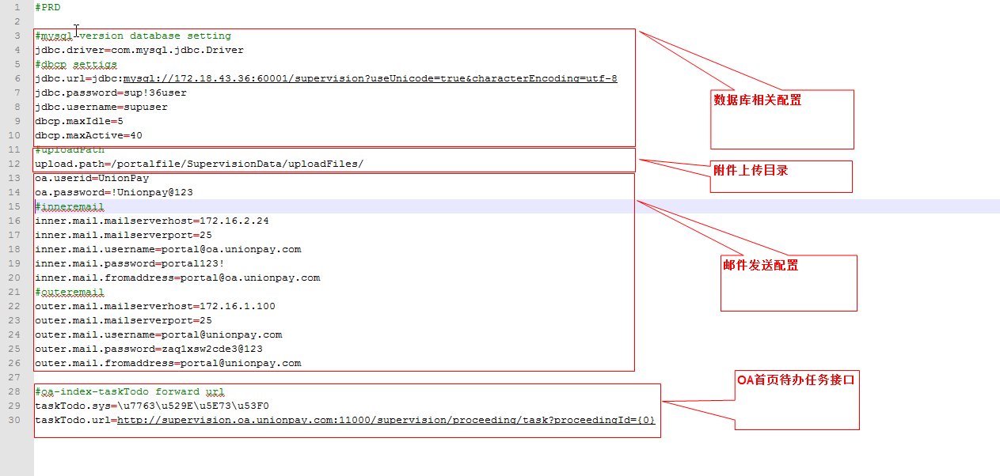 1 #PRD
2
3 #mysql-version database setting
4 jdbc.driver=com.mysql.jdbc.Driver
5 #dbcp settigs
6 jdbc.url=jdbc:mysql://172.18.43.36:60001/supervision?useUnicode=true&characterEncoding=utf-8
7 jdbc.password=sup!36user
8 jdbc.username=supuser
9 dbcp.maxIdle=5
10 dbcp.maxActive=40
11 #uploadPath
12 upload.path=/portalfile/SupervisionData/uploadFiles/
13 oa.userid=UnionPay
14 oa.password=!Unionpay@123
15 #inneremail
16 inner.mail.mailserverhost=172.16.2.24
17 inner.mail.mailserverport=25
18 inner.mail.username=portal@oa.unionpay.com
19 inner.mail.password=portal123!
20 inner.mail.fromaddress=portal@oa.unionpay.com
21 #outeremail
22 outer.mail.mailserverhost=172.16.1.100
23 outer.mail.mailserverport=25
24 outer.mail.username=portal@unionpay.com
25 outer.mail.password=zaq1xsw2cde3@123
26 outer.mail.fromaddress=portal@unionpay.com
27
28 #oa-index-taskTodo forward url
29 taskTodo.sys=\u7763\u529E\u5E73\u53F0
30 taskTodo.url=http://supervision.oa.unionpay.com:11000/supervision/proceeding/task?proceedingId={0}
数据库相关配置
附件上传目录
邮件发送配置
OA首页待办任务接口